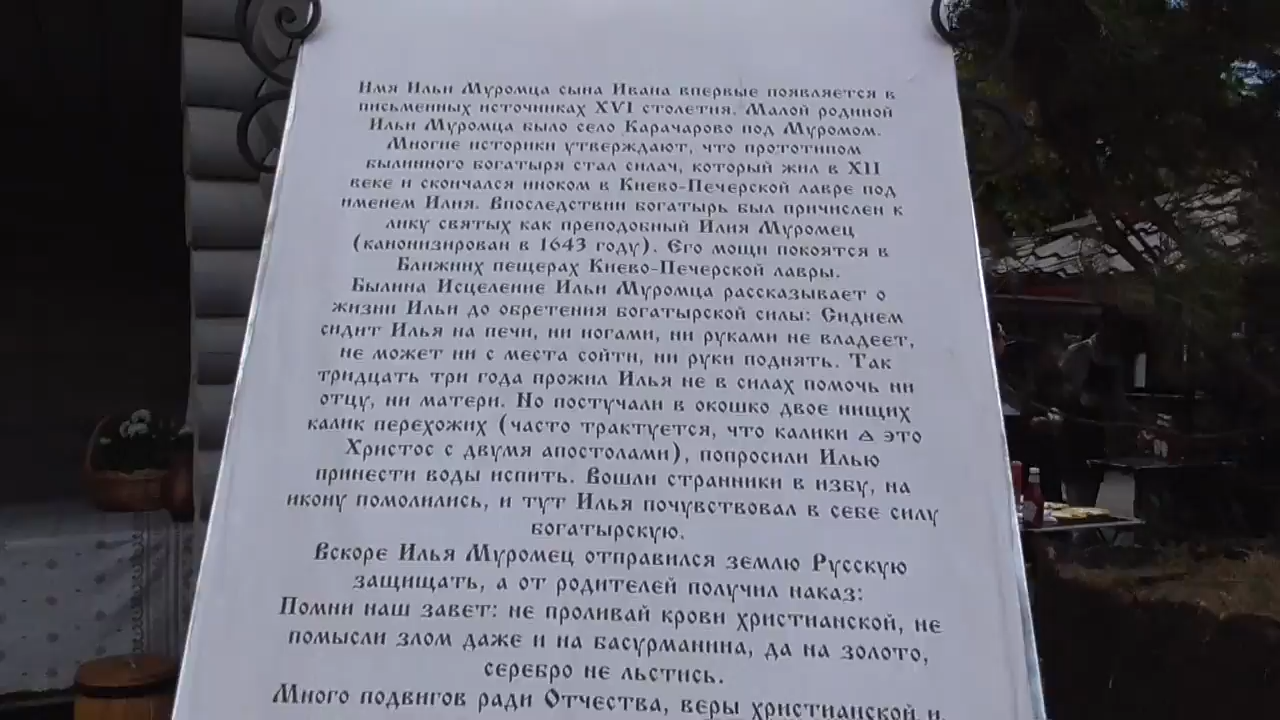 Имя Ильи Муромца сына Ивана впервые появляется в
письменных источниках XVI столетия. Малой родиной
Ильи Муромца было село Карачарово под Муромом.
Многие историки утверждают, что прототипом
былинного богатыря стал силач, который жил в XII
веке и скончался иноком в Киево-Печерской лавре под
именем Илия. Впоследствии богатырь был причислен к
лику святых как преподобный Илия Муромец
(канонизирован в 1643 году). Его мощи покоятся в
Ближних пещерах Киево-Печерской лавры.
Былина Исцеление Ильи Муромца рассказывает о
жизни Ильи до обретения богатырской силы: Сиднем
сидит Илья на печи, ни ногами, ни руками не владеет,
не может ни с места сойти, ни руки поднять. Так
тридцать три года прожил Илья не в силах помочь ни
отцу, ни матери. Но постучали в окошко двое нищих
калик перехожих (часто трактуется, что калики Δ это
Христос с двумя апостолами), попросили Илью
принести воды испить. Вошли странники в избу, на
икону помолились, и тут Илья почувствовал в себе силу
богатырскую.
Вскоре Илья Муромец отправился землю Русскую
защищать, а от родителей получил наказ:
Помни наш завет: не проливай крови христианской, не
помысли злом даже и на басурманина, да на золото,
серебро не льстись.
Много подвигов ради Отчества, веры христианской и